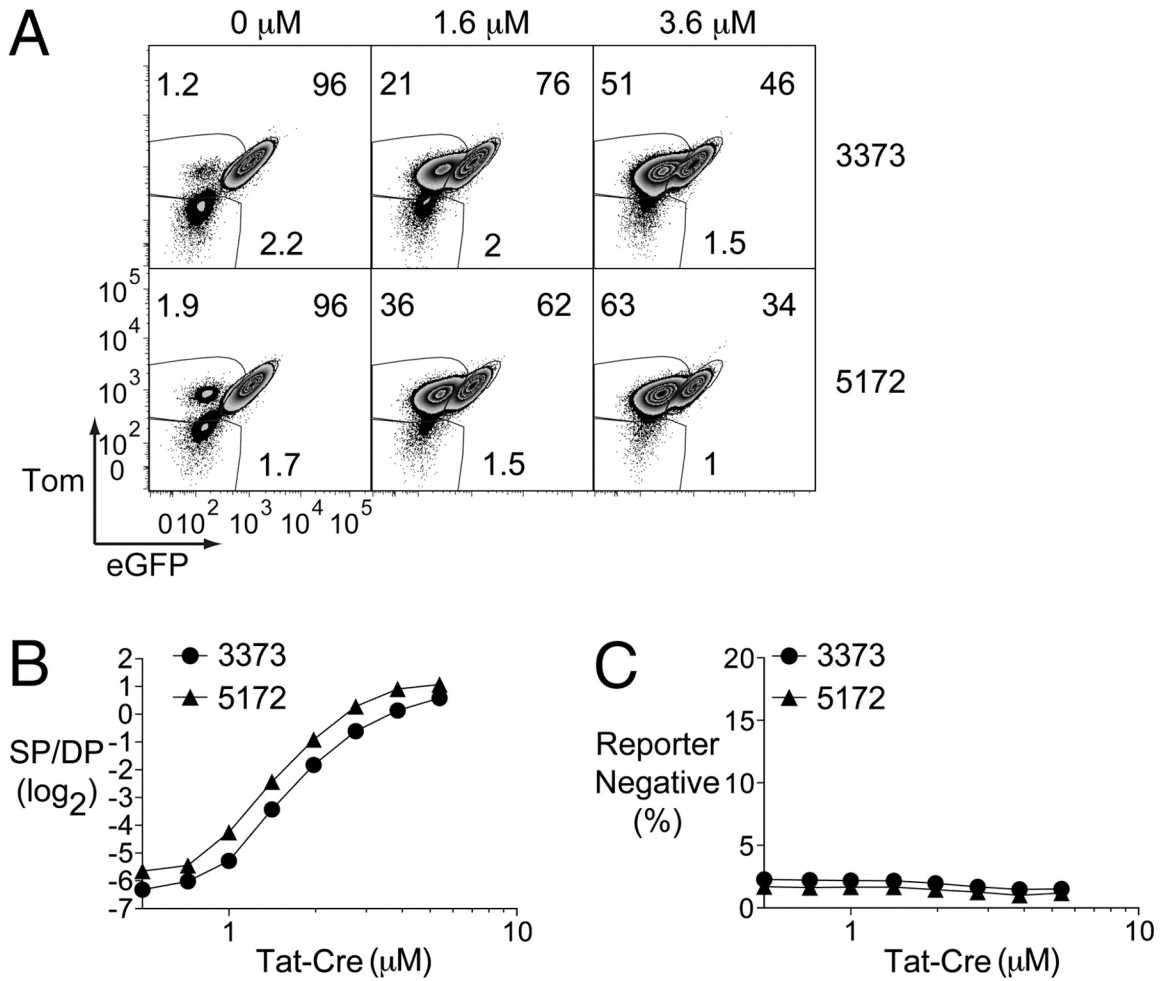 A
0 µM 1.6 µM 3.6 µM
1.2 96 21 76 51 46
3373
2.2 2 1.5
10^5
1.9 96 36 62 63 34
10^4
10^3
5172
10^2
0
1.7 1.5 1
Tom
0 10^2 10^3 10^4 10^5
eGFP
B
3373
5172
SP/DP
(log2)
2
1
0
-1
-2
-3
-4
-5
-6
-7
1 10
Tat-Cre (µM)
C
3373
5172
Reporter
Negative
(%)
20
15
10
5
0
1 10
Tat-Cre (µM)